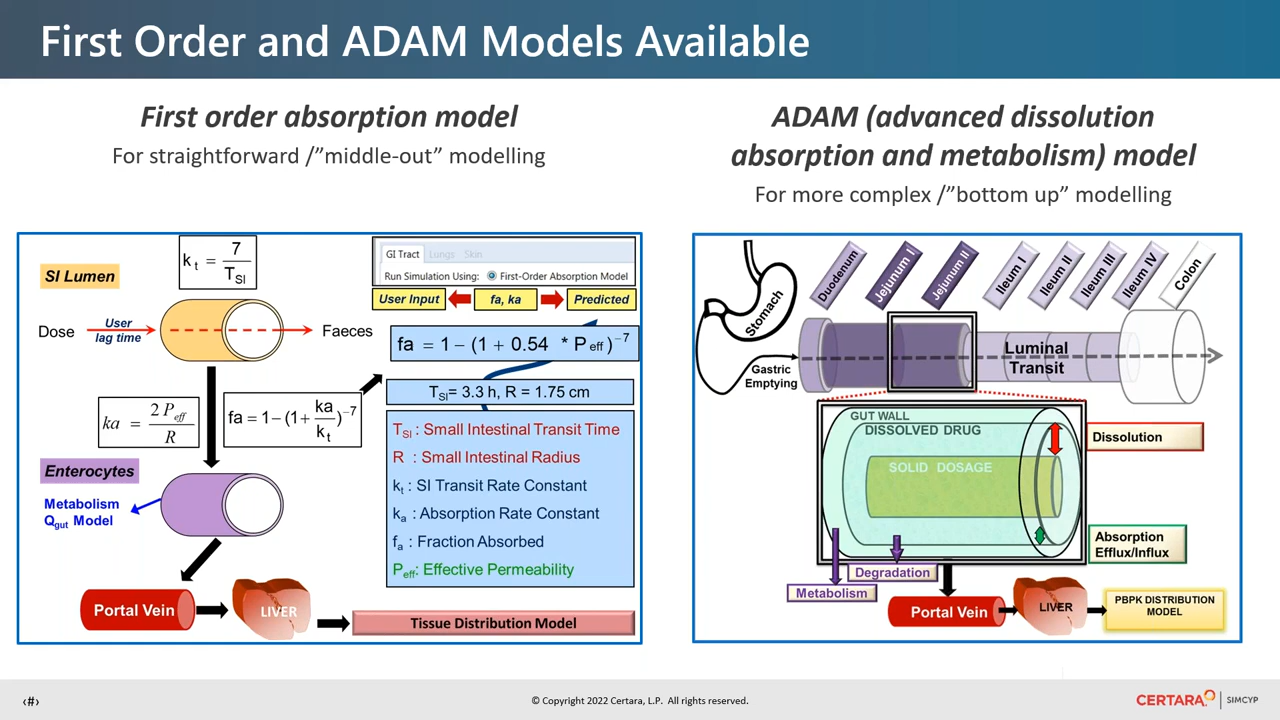 First Order and ADAM Models Available
First order absorption model
For straightforward /”middle-out” modelling
SI Lumen
k t = 7 / T SI
GI Tract Lungs Skin
Run Simulation Using: First-Order Absorption Model
User Input fa, ka Predicted
Dose
User
lag time
Faeces
fa = 1 – (1 + 0.54 * P eff ) –7
TSI= 3.3 h, R = 1.75 cm
ka = 2 Peff / R
fa = 1 – (1 + ka / k t )–7
TSI : Small Intestinal Transit Time
R : Small Intestinal Radius
kt : SI Transit Rate Constant
ka : Absorption Rate Constant
fa : Fraction Absorbed
Peff: Effective Permeability
Enterocytes
Metabolism
Qgut Model
Portal Vein
LIVER
Tissue Distribution Model
ADAM (advanced dissolution
absorption and metabolism) model
For more complex /”bottom up” modelling
Stomach
Duodenum
Jejunum I
Jejunum II
Ileum I
Ileum II
Ileum III
Ileum IV
Colon
Gastric
Emptying
Luminal
Transit
GUT WALL
DISSOLVED DRUG
SOLID DOSAGE
Dissolution
Absorption
Efflux/Influx
Degradation
Metabolism
Portal Vein
LIVER
PBPK DISTRIBUTION
MODEL
‹#›
© Copyright 2022 Certara, L.P. All rights reserved.
CERTARA
SIMCYP